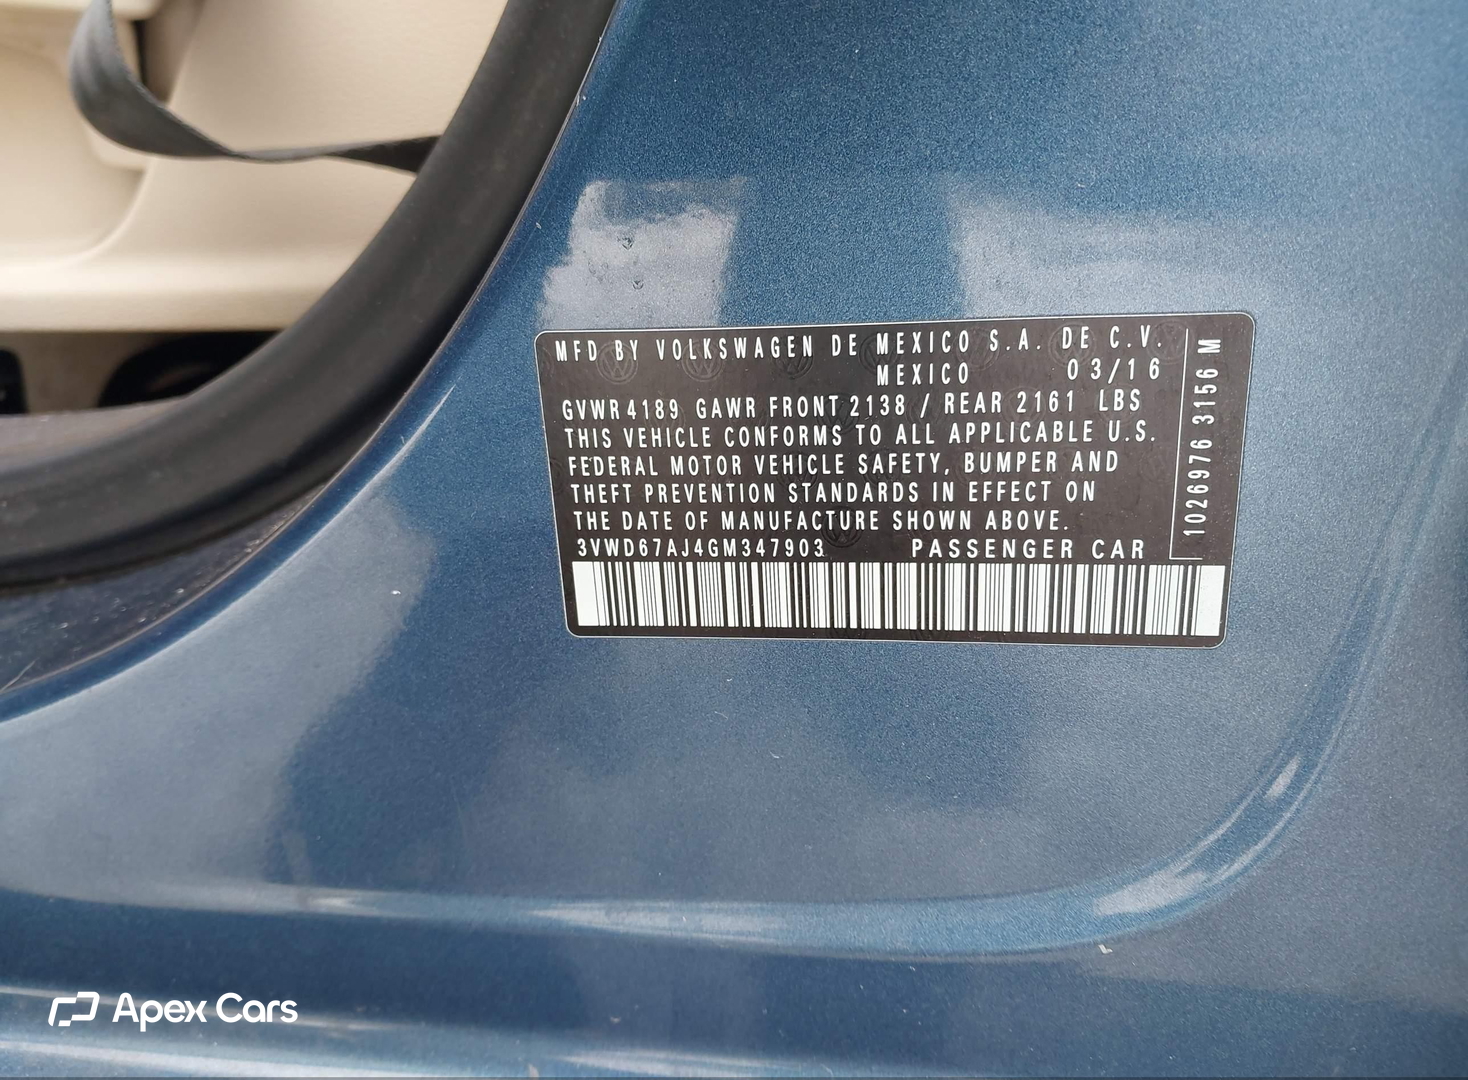 MFD BY VOLKSWAGEN DE MEXICO S.A. DE C.V.
MEXICO 03/16
GVWR 4189 GAWR FRONT 2138 / REAR 2161 LBS
THIS VEHICLE CONFORMS TO ALL APPLICABLE U.S.
FEDERAL MOTOR VEHICLE SAFETY, BUMPER AND
THEFT PREVENTION STANDARDS IN EFFECT ON
THE DATE OF MANUFACTURE SHOWN ABOVE.
3VWD67AJ4GM347903 PASSENGER CAR
1026976 3156 M
Apex Cars